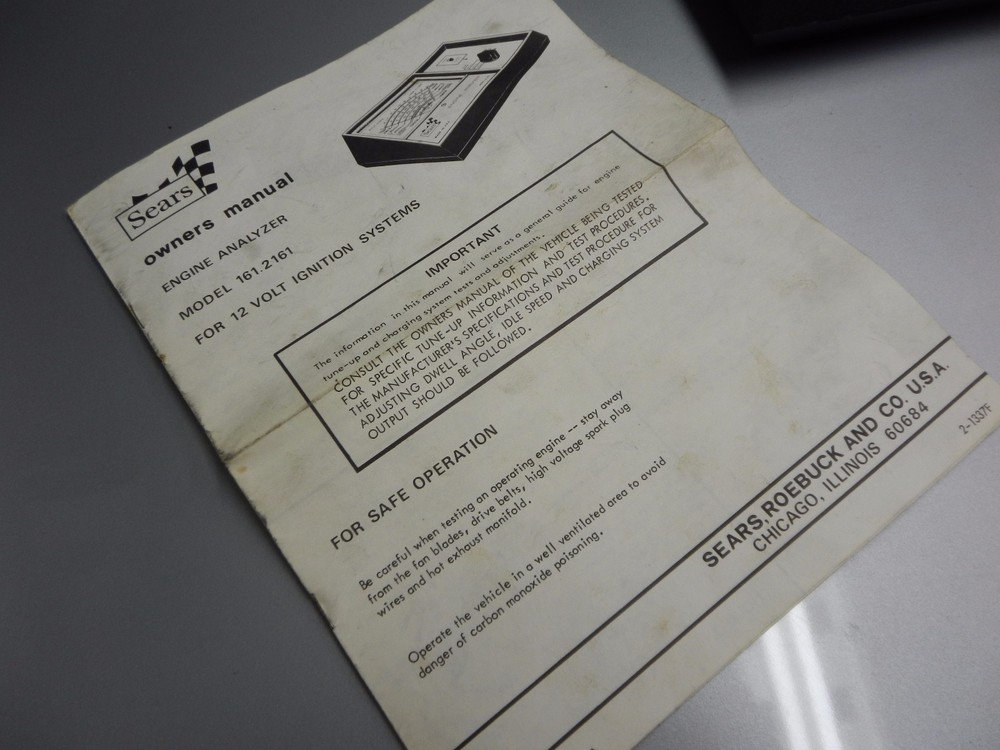 Sears
owners manual
ENGINE ANALYZER
MODEL 161.2161
FOR 12 VOLT IGNITION SYSTEMS
IMPORTANT
The information in this manual will serve as a general guide for engine
tune-up and charging system tests and adjustments.
CONSULT THE OWNERS MANUAL OF THE VEHICLE BEING TESTED
FOR SPECIFIC TUNE-UP INFORMATION AND TEST PROCEDURES.
THE MANUFACTURER'S SPECIFICATIONS AND TEST PROCEDURE FOR
ADJUSTING DWELL ANGLE, IDLE SPEED AND CHARGING SYSTEM
OUTPUT SHOULD BE FOLLOWED.
FOR SAFE OPERATION
Be careful when testing an operating engine -- stay away
from the fan blades, drive belts, high voltage spark plug
wires and hot exhaust manifold.
Operate the vehicle in a well ventilated area to avoid
danger of carbon monoxide poisoning.
SEARS, ROEBUCK AND CO. U.S.A.
CHICAGO, ILLINOIS 60684
2-1337F